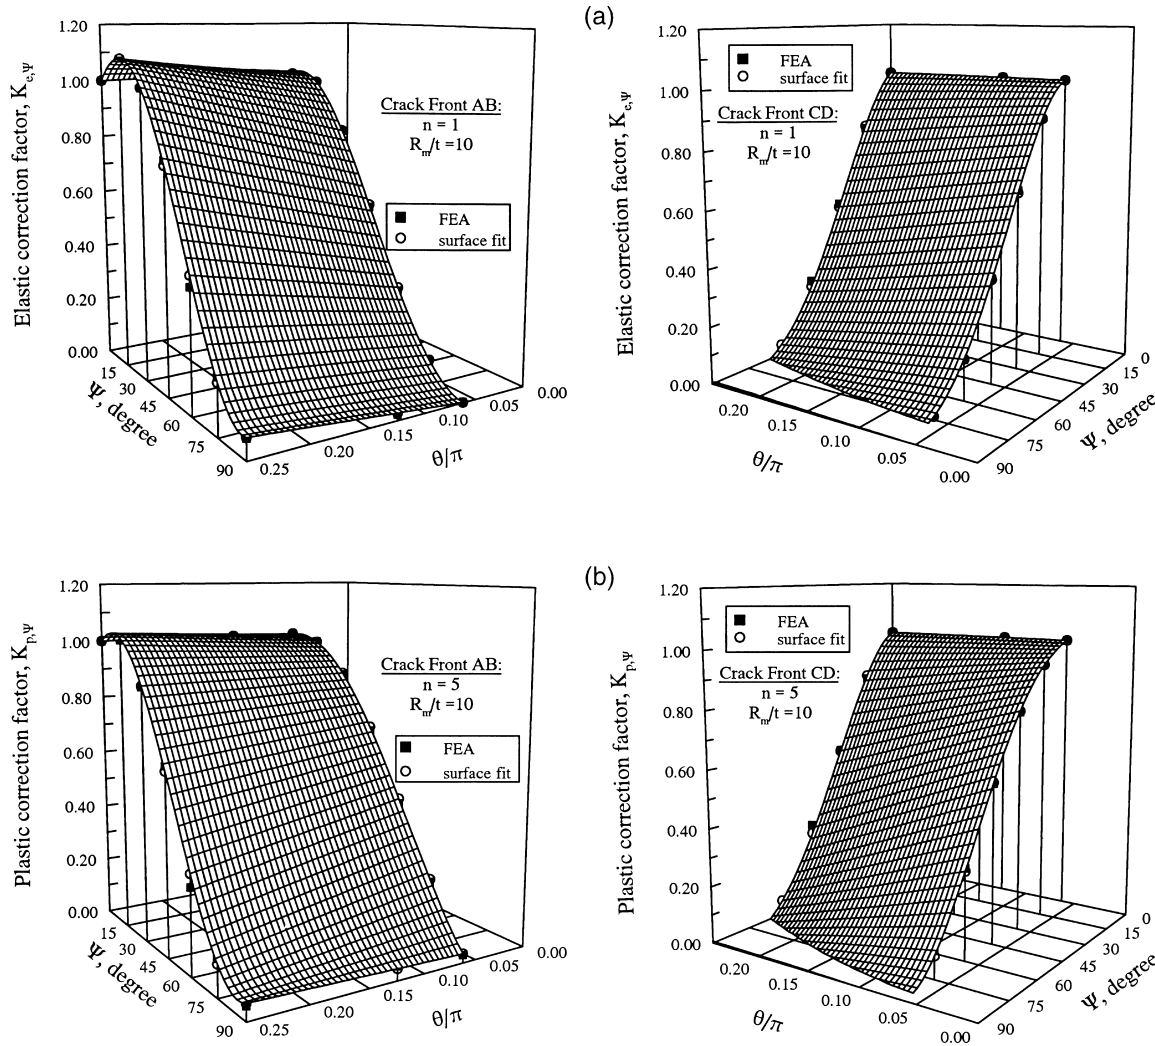 (a)
1.20
1.00
0.80
0.60
0.40
0.20
0.00
Elastic correction factor, K_e,Ψ
Crack Front AB:
n = 1
R_m/t =10
FEA
surface fit
15
30
45
60
75
90
Ψ, degree
0.25
0.20
0.15
0.10
0.05
0.00
θ/π
1.20
1.00
0.80
0.60
0.40
0.20
0.00
Elastic correction factor, K_e,Ψ
FEA
surface fit
Crack Front CD:
n = 1
R_m/t =10
0.20
0.15
0.10
0.05
0.00
θ/π
0
15
30
45
60
75
90
Ψ, degree
(b)
1.20
1.00
0.80
0.60
0.40
0.20
0.00
Plastic correction factor, K_p,Ψ
Crack Front AB:
n = 5
R_m/t =10
FEA
surface fit
15
30
45
60
75
90
Ψ, degree
0.25
0.20
0.15
0.10
0.05
0.00
θ/π
1.20
1.00
0.80
0.60
0.40
0.20
0.00
Plastic correction factor, K_p,Ψ
FEA
surface fit
Crack Front CD:
n = 5
R_m/t =10
0.20
0.15
0.10
0.05
0.00
θ/π
0
15
30
45
60
75
90
Ψ, degree